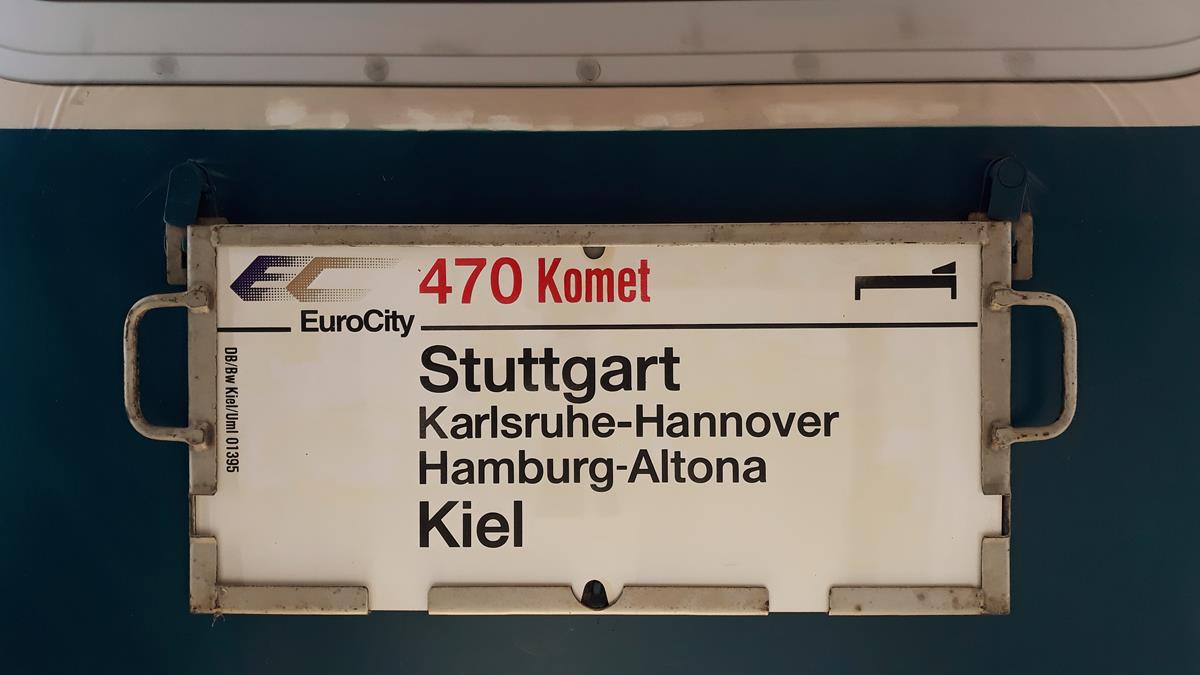 EC 470 Komet
EuroCity
Stuttgart
Karlsruhe-Hannover
Hamburg-Altona
Kiel
DB/Bw Kiel/Uml 01395